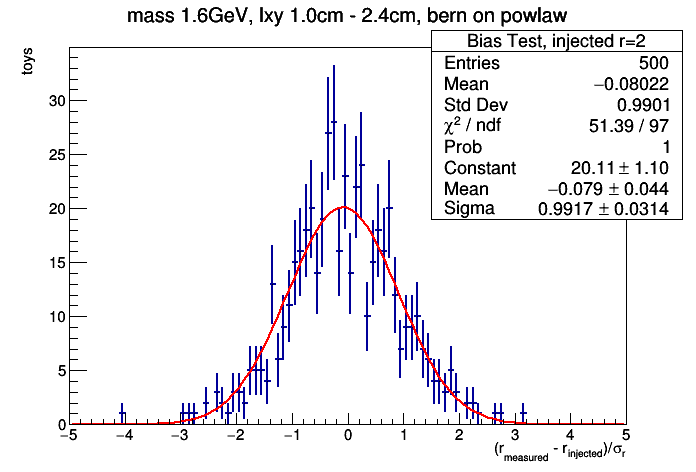 mass 1.6GeV, lxy 1.0cm - 2.4cm, bern on powlaw
toys
Bias Test, injected r=2
Entries 500
Mean −0.08022
Std Dev 0.9901
χ² / ndf 51.39 / 97
Prob 1
Constant 20.11 ± 1.10
Mean −0.079 ± 0.044
Sigma 0.9917 ± 0.0314
30
25
20
15
10
5
0
−5 −4 −3 −2 −1 0 1 2 3 4 5
(r_measured - r_injected)/σ_r